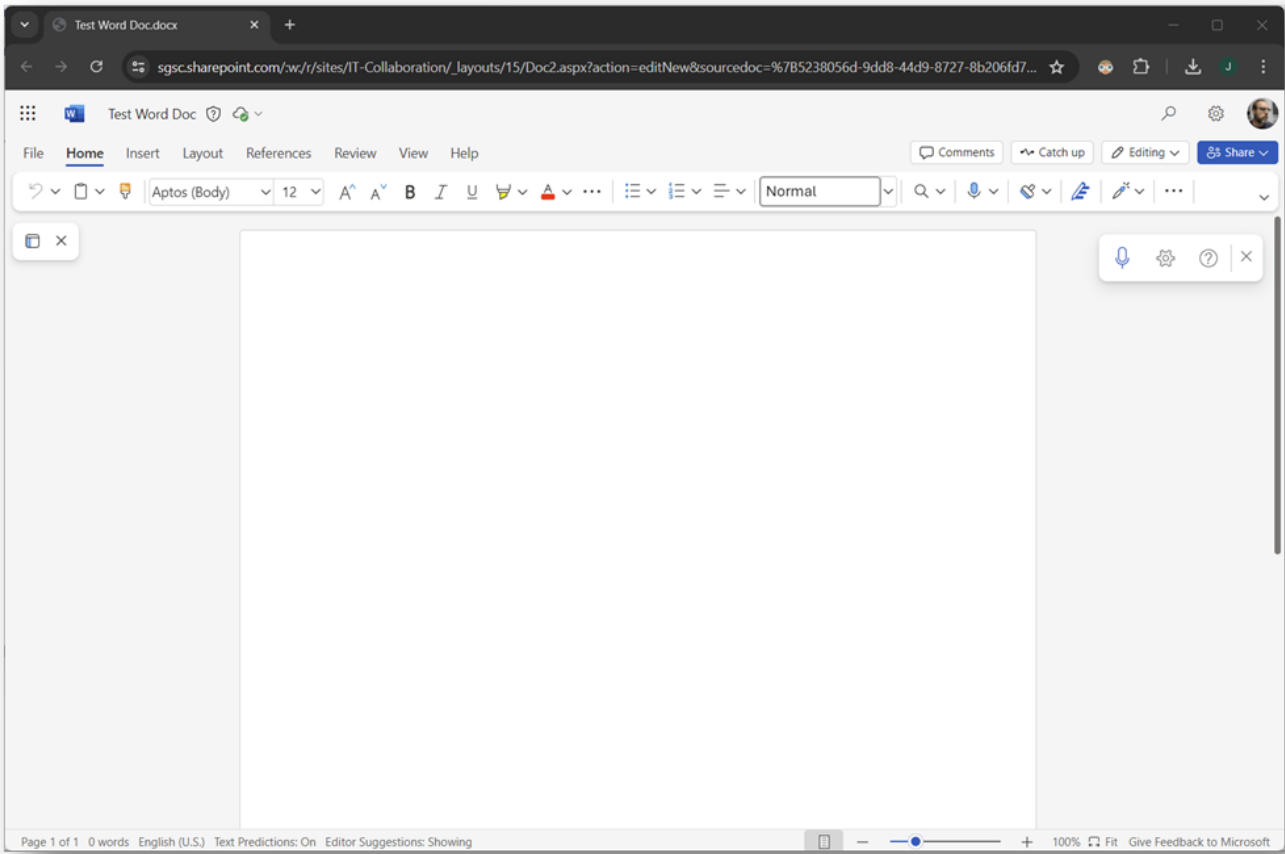 Test Word Doc.docx
sgsc.sharepoint.com/:w:/r/sites/IT-Collaboration/_layouts/15/Doc2.aspx?action=editNew&sourcedoc=%7B5238056d-9dd8-44d9-8727-8b206fd7... J
W Test Word Doc
File Home Insert Layout References Review View Help Comments Catch up Editing Share
Aptos (Body) 12 A A B I U A Normal
Page 1 of 1 0 words English (U.S.) Text Predictions: On Editor Suggestions: Showing 100% Fit Give Feedback to Microsoft